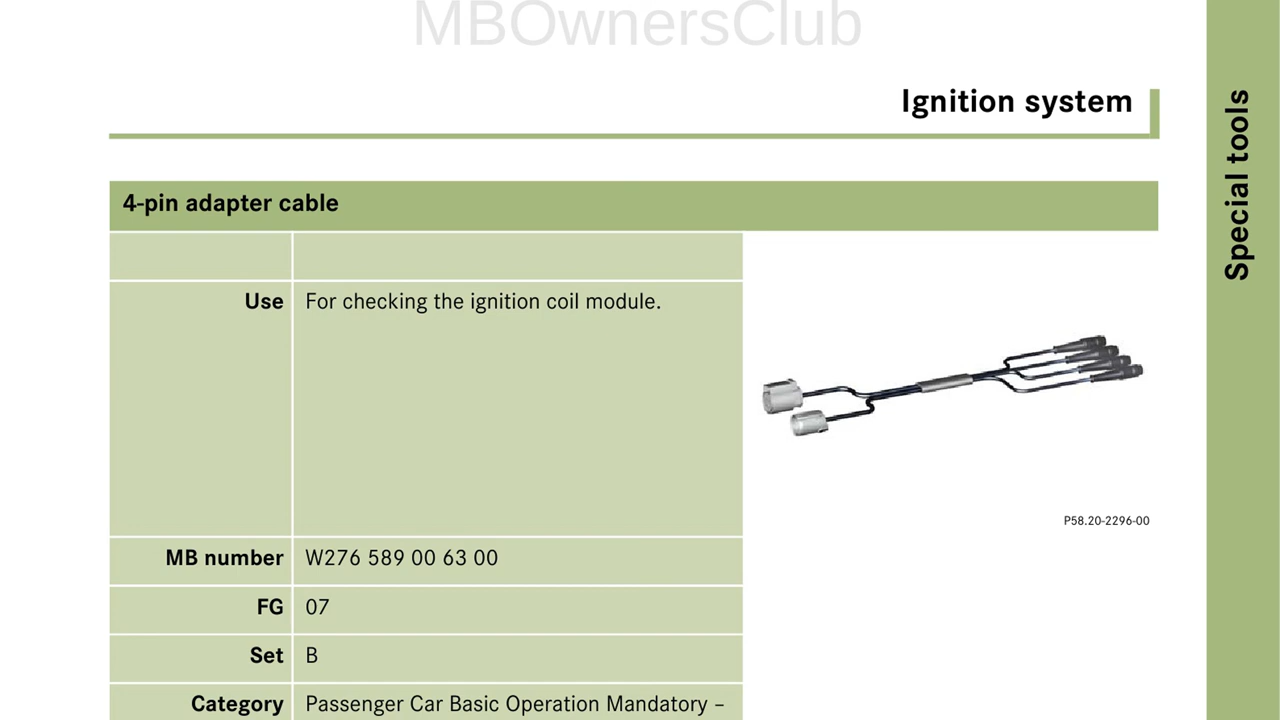 MBOwnersClub
Ignition system
Special tools
4-pin adapter cable
Use For checking the ignition coil module.
P58.20-2296-00
MB number W276 589 00 63 00
FG 07
Set B
Category Passenger Car Basic Operation Mandatory –